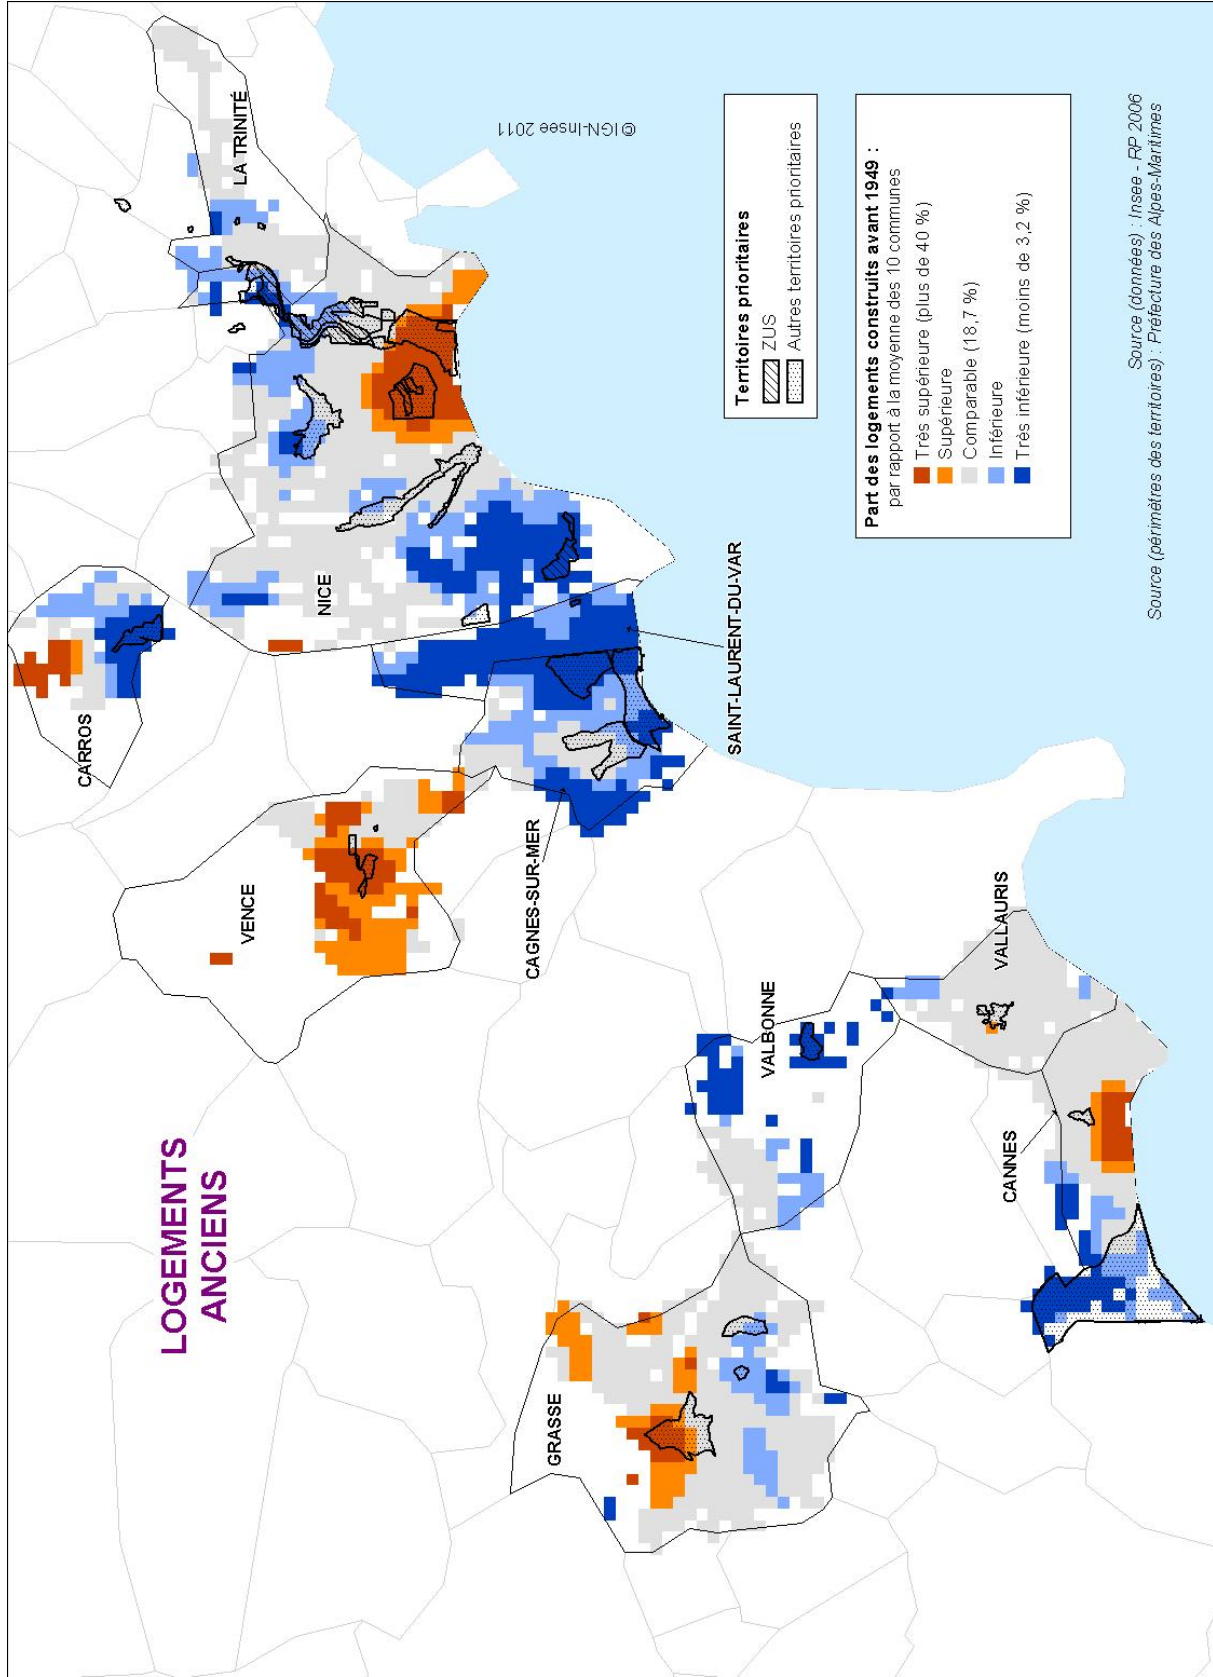 LOGEMENTS
ANCIENS
CARROS
LA TRINITÉ
VENCE
NICE
GRASSE
CAGNES-SUR-MER
SAINT-LAURENT-DU-VAR
VALBONNE
CANNES
VALLAURIS
©IGN-Insee 2011
Territoires prioritaires
ZUS
Autres territoires prioritaires
Part des logements construits avant 1949 :
par rapport à la moyenne des 10 communes
Très supérieure (plus de 40 %)
Supérieure
Comparable (18,7 %)
Inférieure
Très inférieure (moins de 3,2 %)
Source (données) : Insee - RP 2006
Source (périmètres des territoires) : Préfecture des Alpes-Maritimes